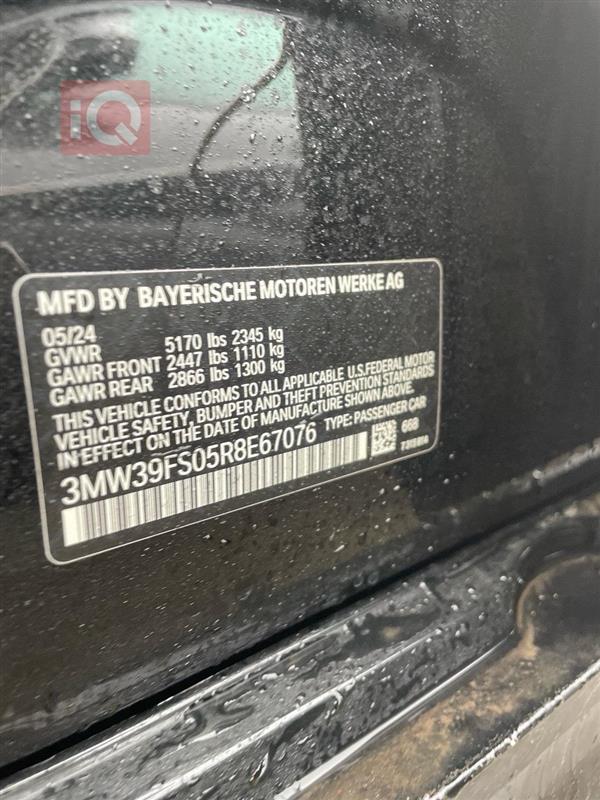 iQ
MFD BY BAYERISCHE MOTOREN WERKE AG
05/24
GVWR 5170 lbs 2345 kg
GAWR FRONT 2447 lbs 1110 kg
GAWR REAR 2866 lbs 1300 kg
THIS VEHICLE CONFORMS TO ALL APPLICABLE U.S.FEDERAL MOTOR
VEHICLE SAFETY, BUMPER AND THEFT PREVENTION STANDARDS
IN EFFECT ON THE DATE OF MANUFACTURE SHOWN ABOVE.
3MW39FS05R8E67076 TYPE: PASSENGER CAR
668